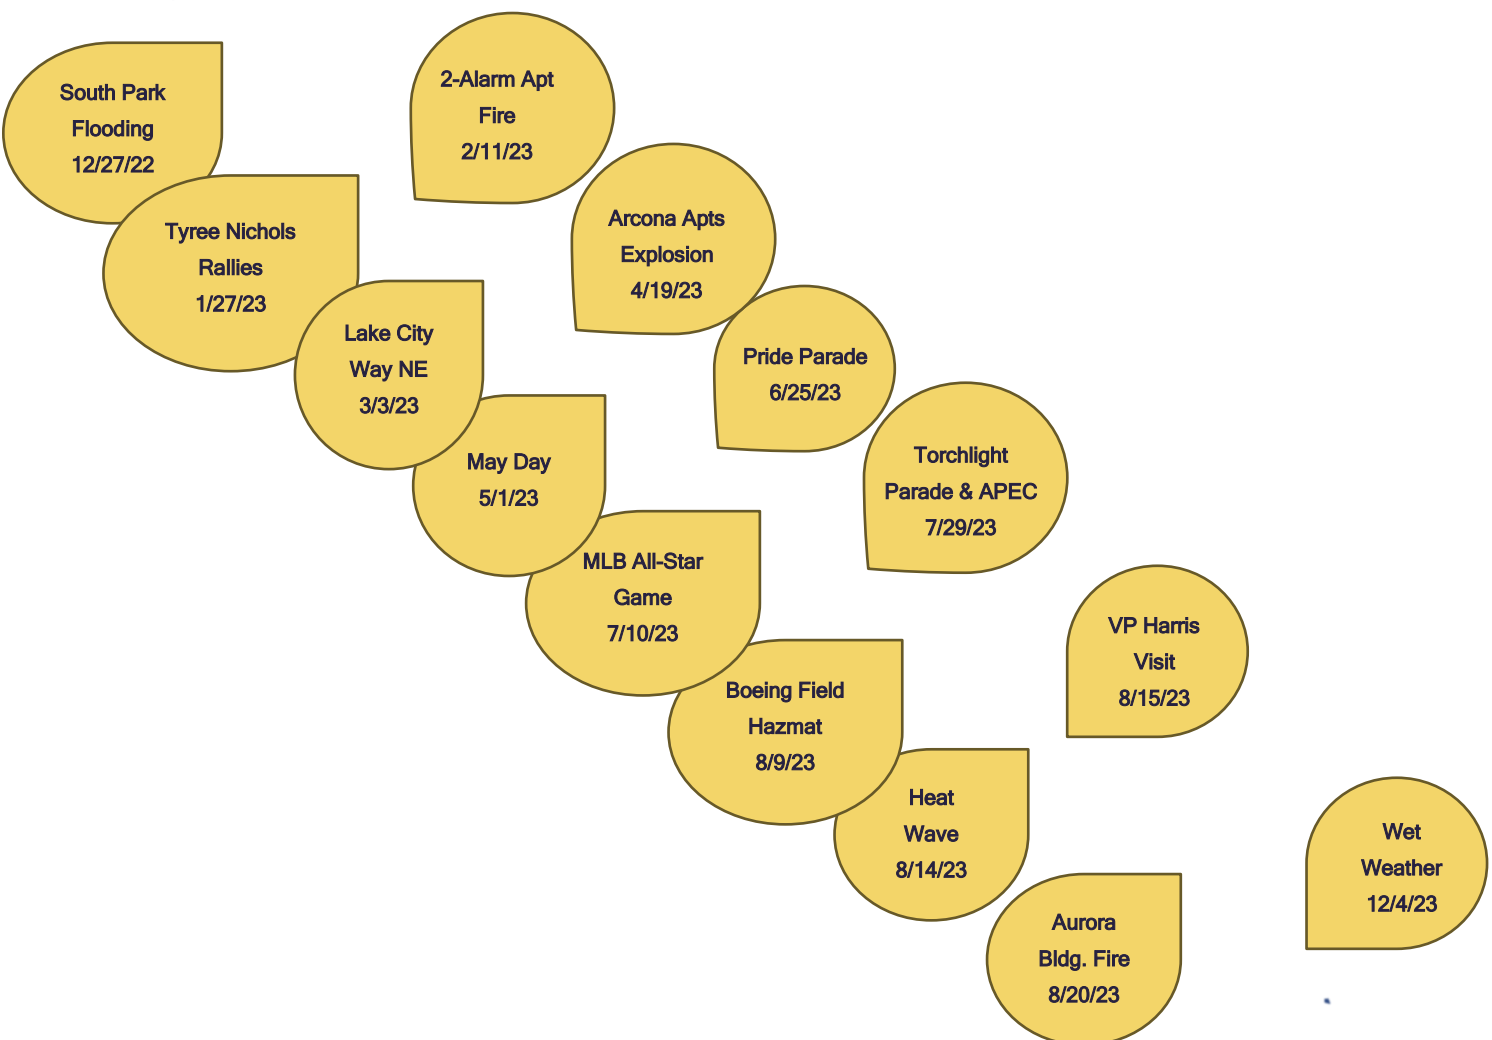 South Park
Flooding
12/27/22
2-Alarm Apt
Fire
2/11/23
Tyree Nichols
Rallies
1/27/23
Arcona Apts
Explosion
4/19/23
Lake City
Way NE
3/3/23
Pride Parade
6/25/23
May Day
5/1/23
Torchlight
Parade & APEC
7/29/23
MLB All-Star
Game
7/10/23
VP Harris
Visit
8/15/23
Boeing Field
Hazmat
8/9/23
Heat
Wave
8/14/23
Wet
Weather
12/4/23
Aurora
Bldg. Fire
8/20/23